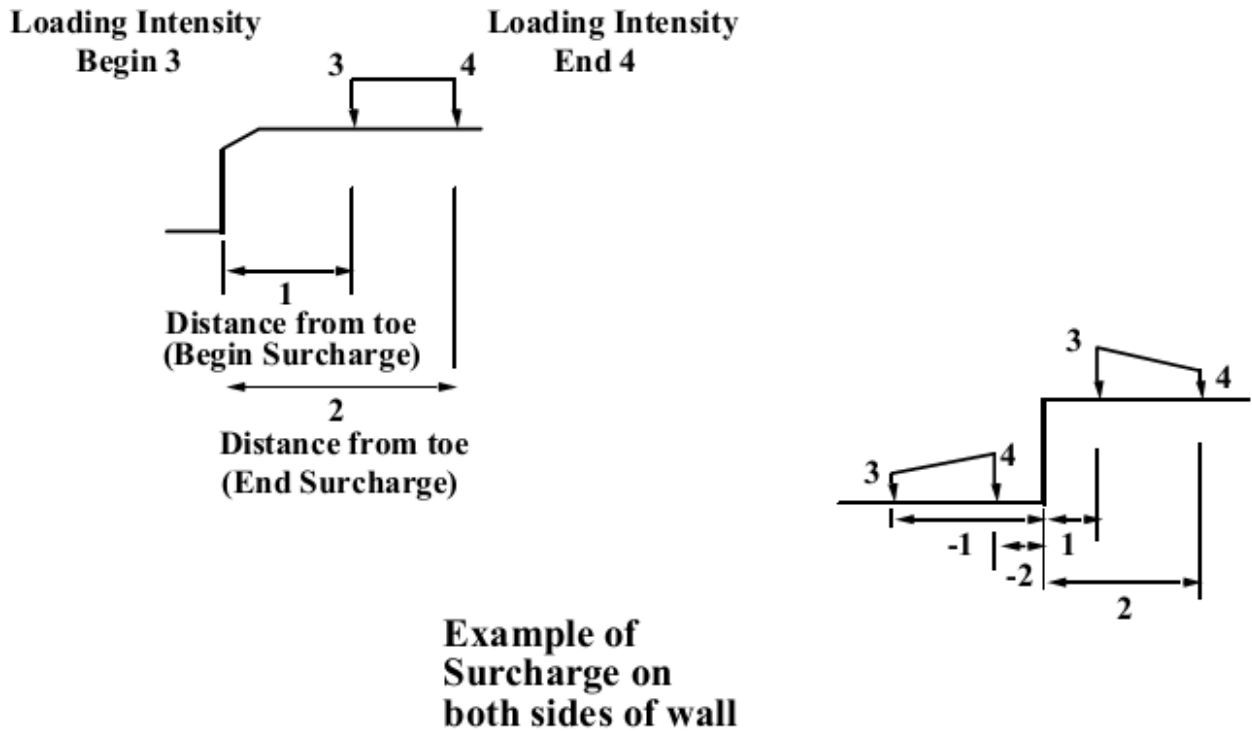 Loading Intensity
Begin 3
Loading Intensity
End 4
3
4
1
Distance from toe
(Begin Surcharge)
2
Distance from toe
(End Surcharge)
3
4
3
4
-1
1
-2
2
Example of
Surcharge on
both sides of wall